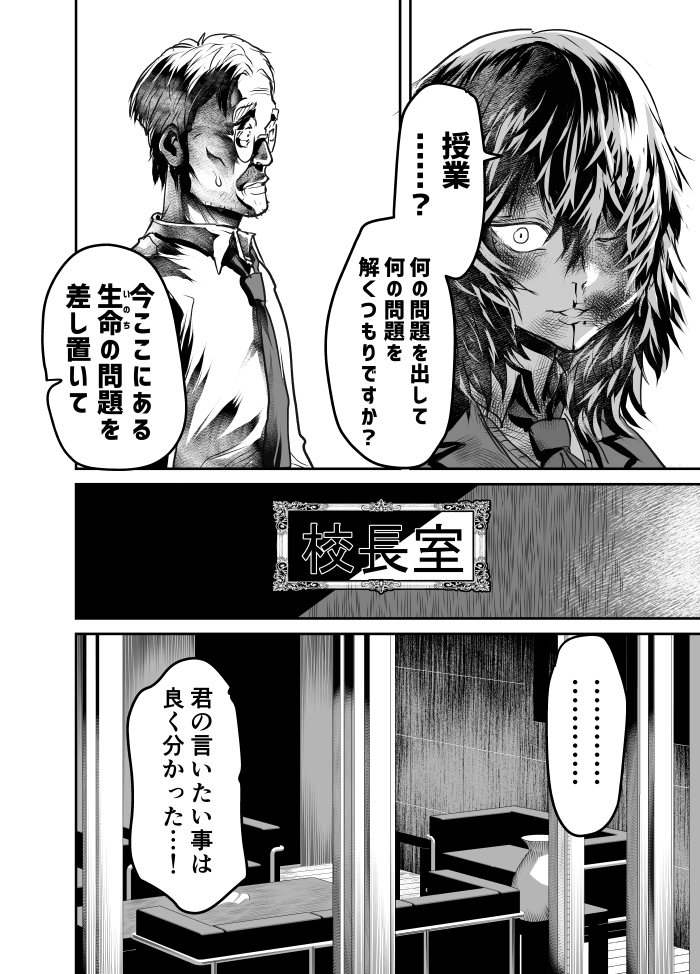 授業
……?
何の問題を出して
何の問題を
解くつもりですか?
今ここにある
生命の問題を
いのち
差し置いて
校長室
…………
君の言いたい事は
良く分かった…!